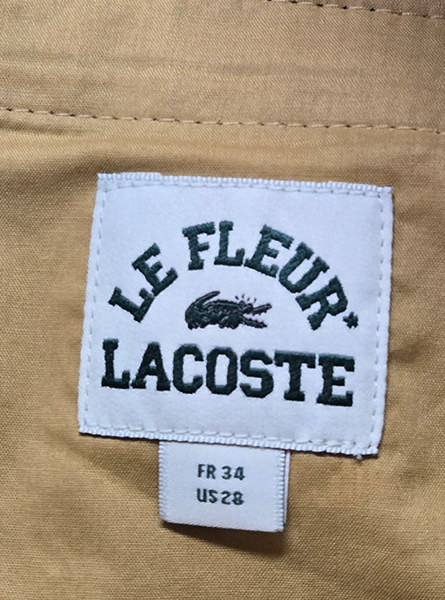 LE FLEUR*
LACOSTE
FR 34
US 28